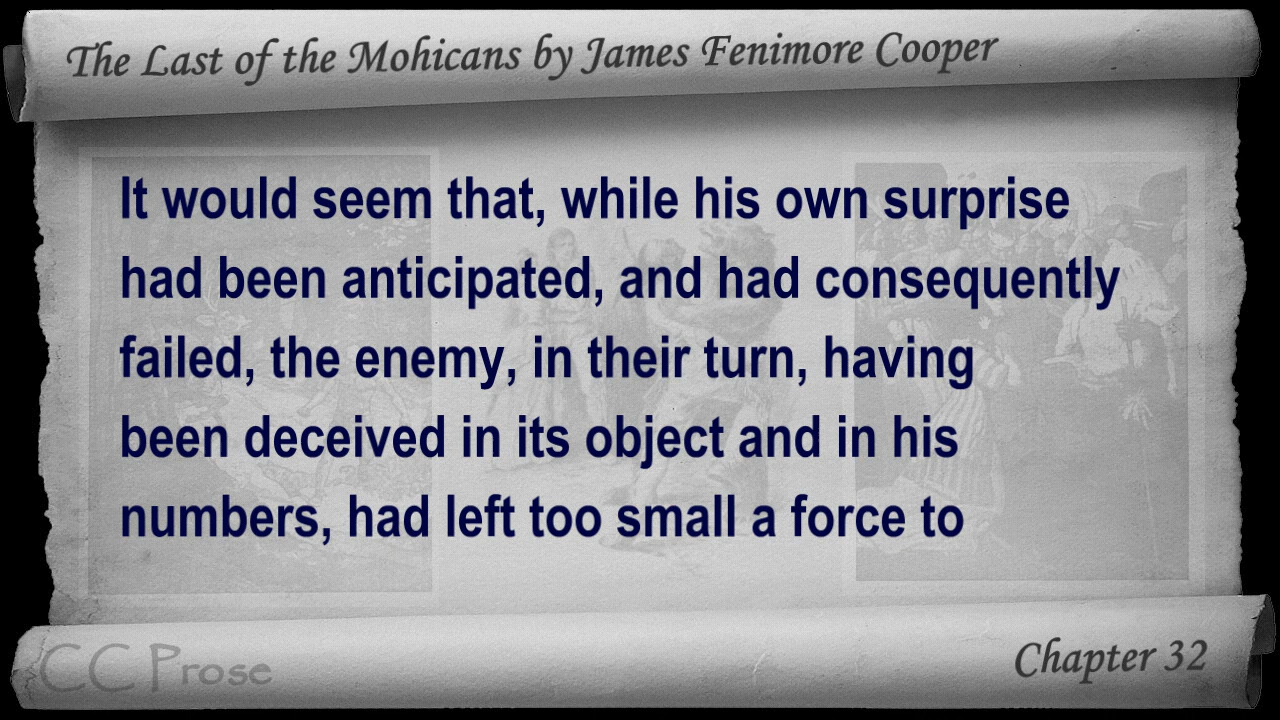 The Last of the Mohicans by James Fenimore Cooper
It would seem that, while his own surprise
had been anticipated, and had consequently
failed, the enemy, in their turn, having
been deceived in its object and in his
numbers, had left too small a force to
CC Prose
Chapter 32